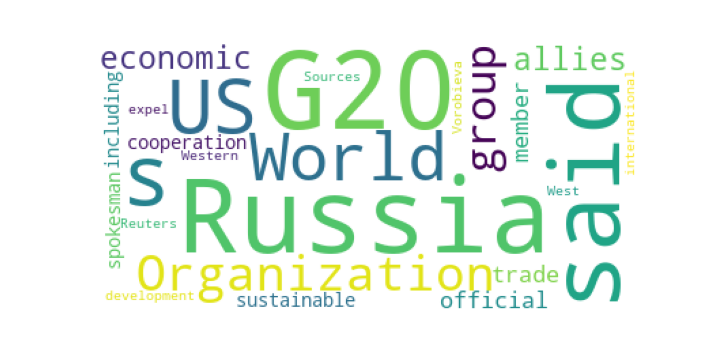 economic
G20
US
Sources
group
allies
said
including
expel
cooperation
Western
World
Vorobieva
member
international
s
spokesman
Reuters
Russia
West
Organization
trade
development
sustainable
official